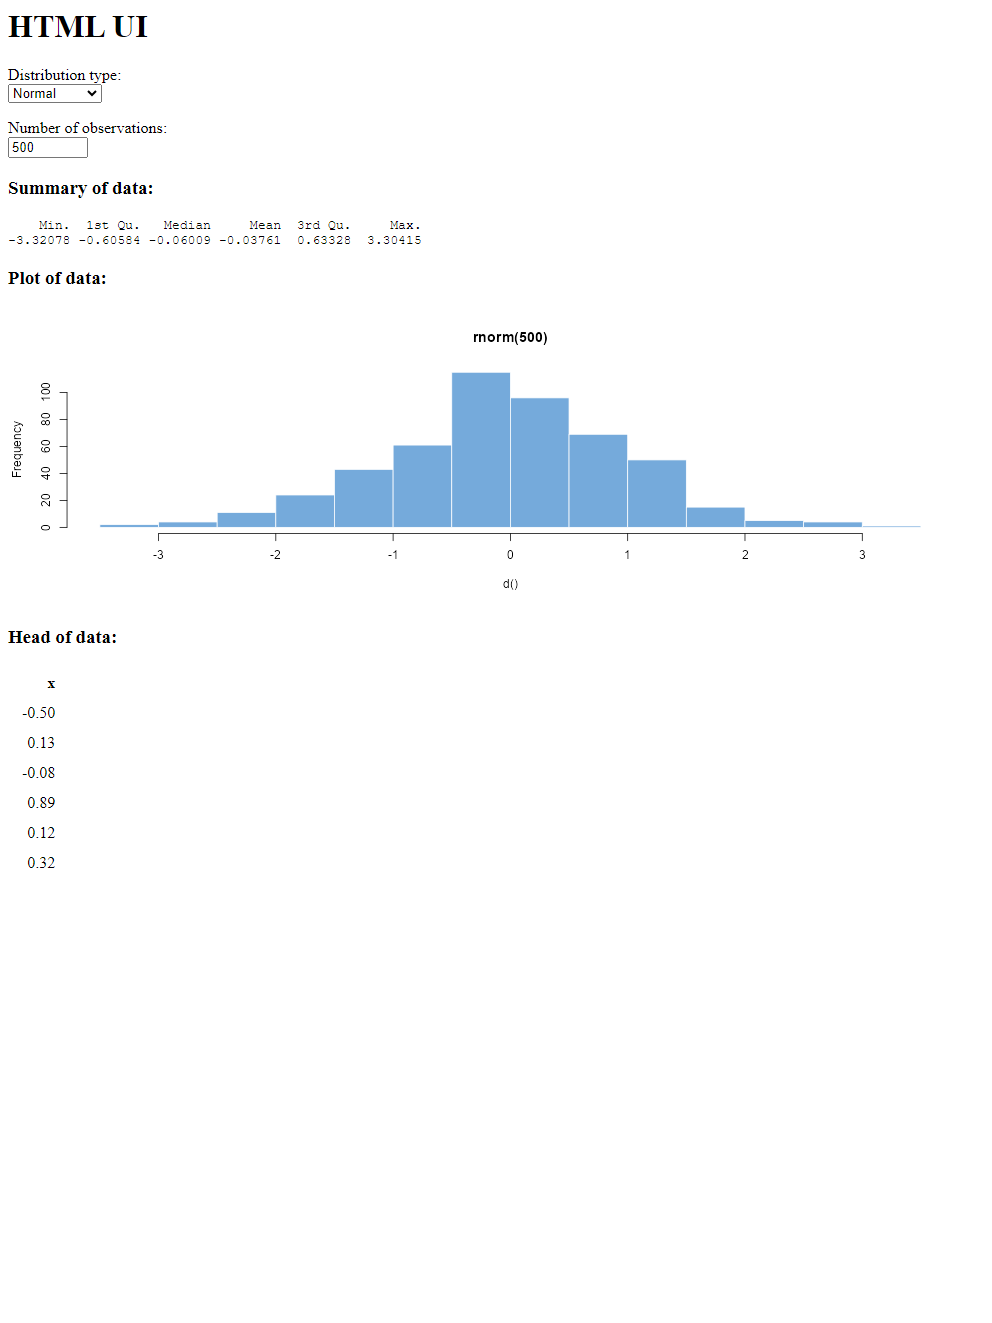 HTML UI
Distribution type:
Normal
Number of observations:
500
Summary of data:
Min. 1st Qu. Median Mean 3rd Qu. Max.
-3.32078 -0.60584 -0.06009 -0.03761 0.63328 3.30415
Plot of data:
rnorm(500)
Frequency
100
80
60
40
20
0
-3 -2 -1 0 1 2 3
d()
Head of data:
x
-0.50
0.13
-0.08
0.89
0.12
0.32